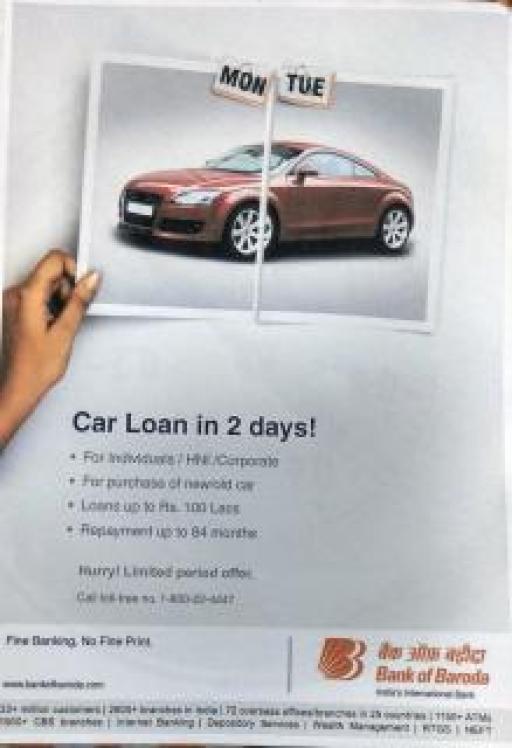 MON TUE
Car Loan in 2 days!
• For Individuals / HNI /Corporate
• For purchase of new/old car
• Loans up to Rs. 100 Lacs
• Repayment up to 84 months
Hurry! Limited period offer.
Call toll-free no. 1-800-22-4447
Fine Banking, No Fine Print.
बैंक ऑफ़ बड़ौदा
Bank of Baroda
India's International Bank
www.bankofbaroda.com
million customers | branches in India | 70 overseas offices/branches in 25 countries | 1100+ ATMs
CBS branches | Internet Banking | Depository Services | Wealth Management | RTGS | NEFT